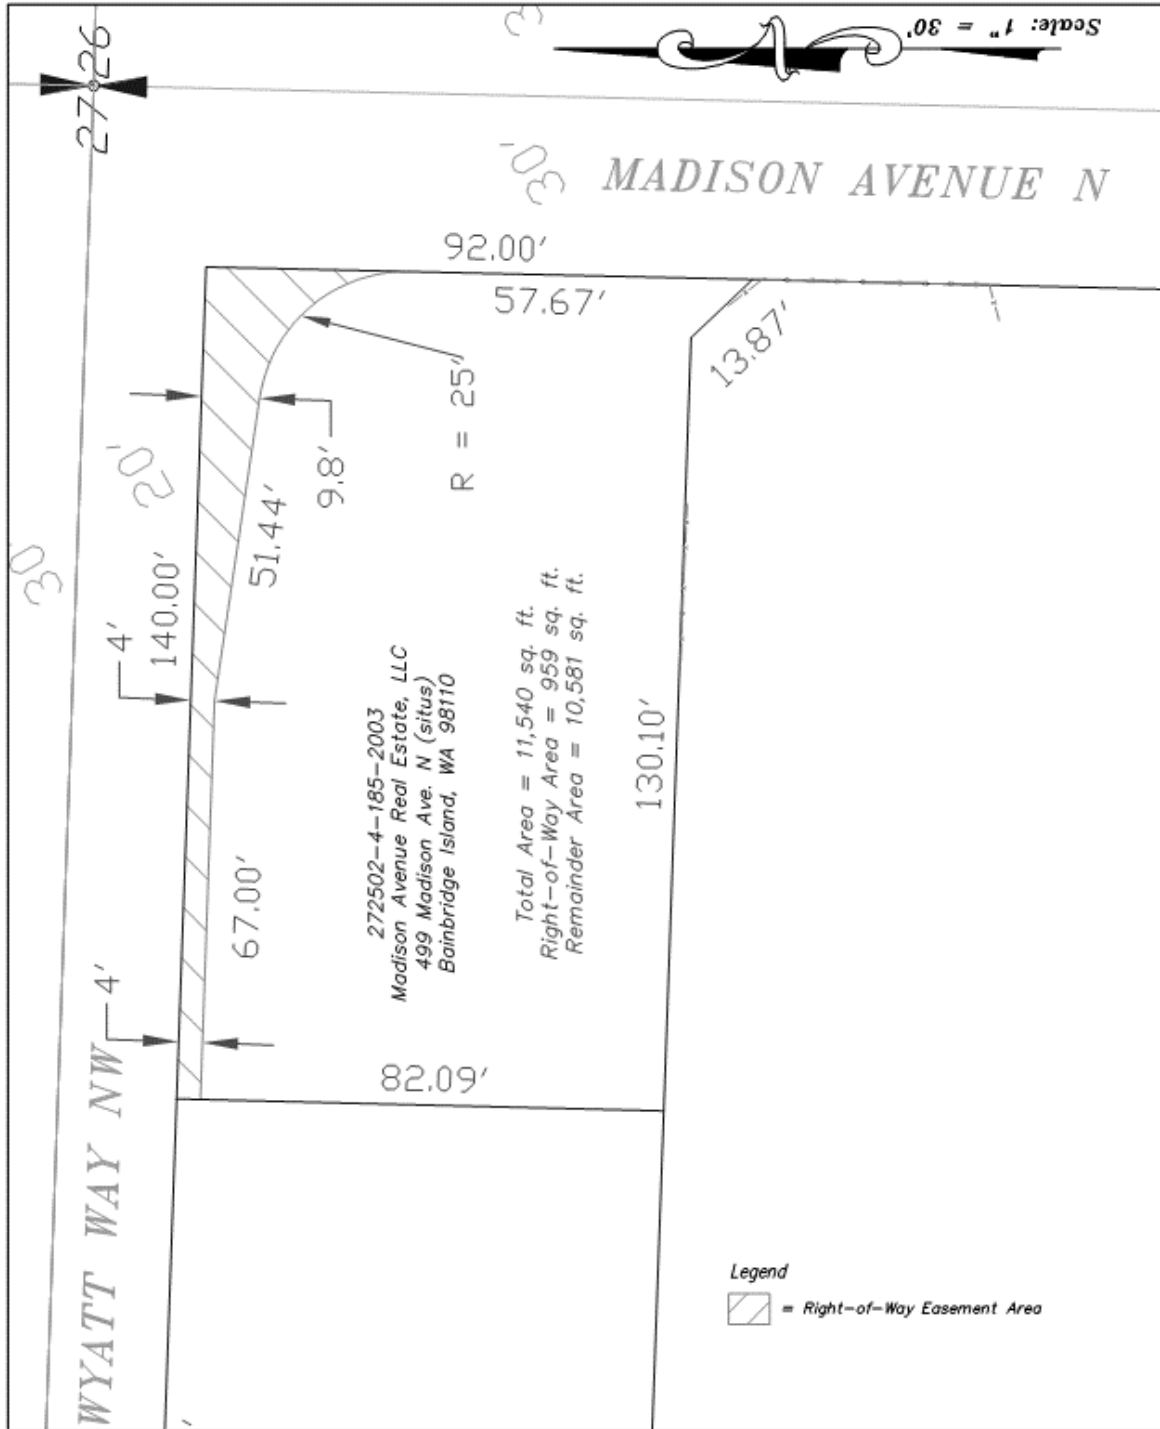 Scale: 1" = 30'
26
27
30'
MADISON AVENUE N
92.00'
57.67'
13.87'
R = 25'
9.8'
20'
51.44'
30
140.00'
4'
272502-4-185-2003
Madison Avenue Real Estate, LLC
499 Madison Ave. N (situs)
Bainbridge Island, WA 98110
Total Area = 11,540 sq. ft.
Right-of-Way Area = 959 sq. ft.
Remainder Area = 10,581 sq. ft.
130.10'
67.00'
4'
82.09'
WYATT WAY NW
Legend
= Right-of-Way Easement Area